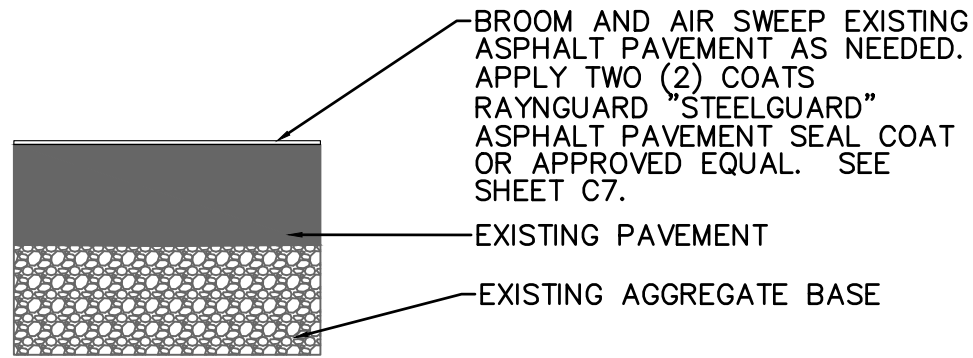 BROOM AND AIR SWEEP EXISTING
ASPHALT PAVEMENT AS NEEDED.
APPLY TWO (2) COATS
RAYNGUARD "STEELGUARD"
ASPHALT PAVEMENT SEAL COAT
OR APPROVED EQUAL. SEE
SHEET C7.
EXISTING PAVEMENT
EXISTING AGGREGATE BASE